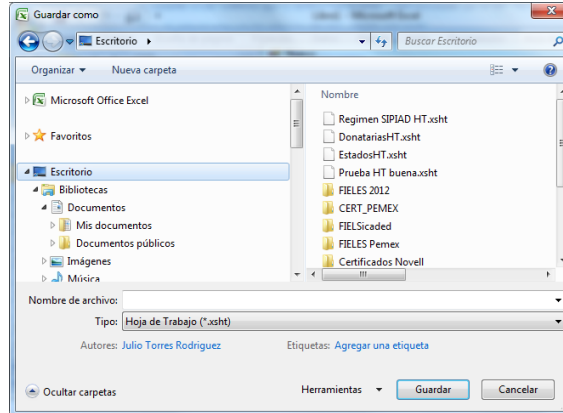 Guardar como
Escritorio
Buscar Escritorio
Organizar
Nueva carpeta
Microsoft Office Excel
Favoritos
Escritorio
Bibliotecas
Documentos
Mis documentos
Documentos públicos
Imágenes
Música
Nombre
Regimen SIPIAD HT.xsht
DonatariasHT.xsht
EstadosHT.xsht
Prueba HT buena.xsht
FIELES 2012
CERT_PEMEX
FIELSicaded
FIELES Pemex
Certificados Novell
Nombre de archivo:
Tipo: Hoja de Trabajo (*.xsht)
Autores: Julio Torres Rodriguez
Etiquetas: Agregar una etiqueta
Ocultar carpetas
Herramientas
Guardar
Cancelar